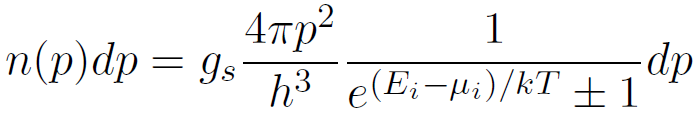 n(p)dp = g_s \frac{4\pi p^2}{h^3} \frac{1}{e^{(E_i - \mu_i)/kT} \pm 1} dp